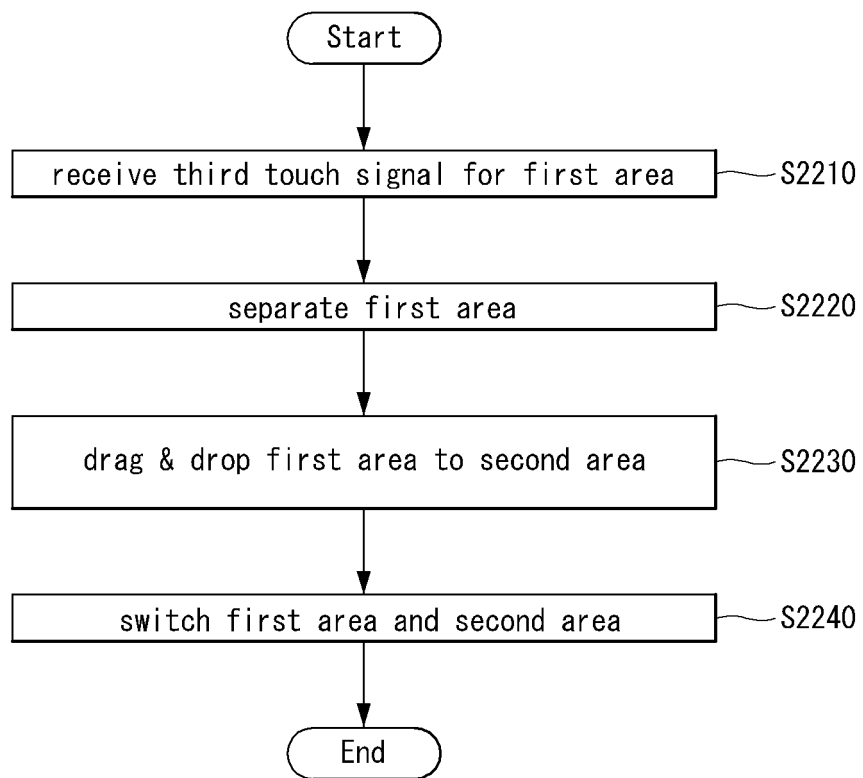 Start
receive third touch signal for first area
S2210
separate first area
S2220
drag & drop first area to second area
S2230
switch first area and second area
S2240
End